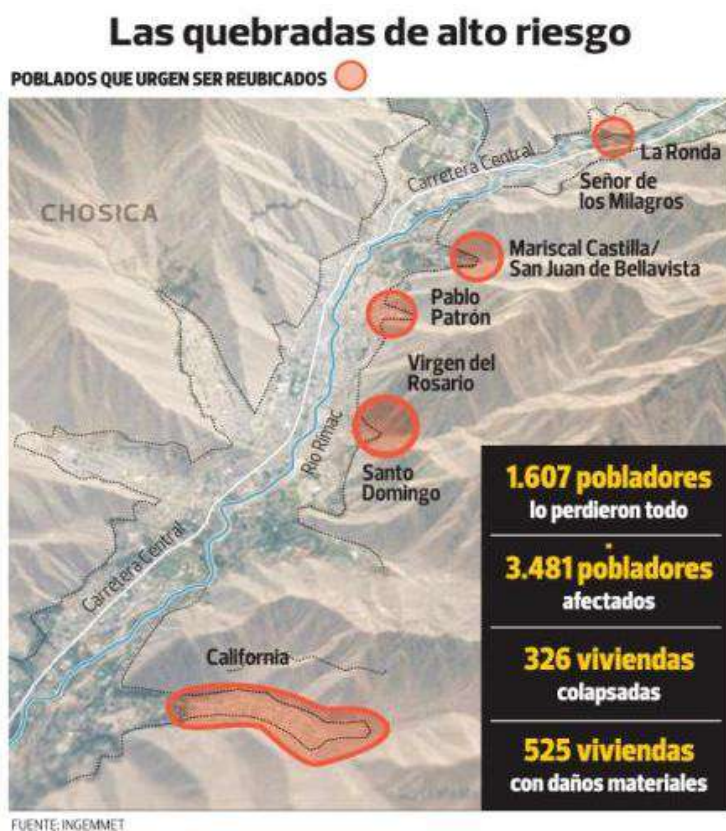 Las quebradas de alto riesgo
POBLADOS QUE URGEN SER REUBICADOS
CHOSICA
Carretera Central
La Ronda
Señor de
los Milagros
Mariscal Castilla/
San Juan de Bellavista
Pablo
Patrón
Virgen del
Rosario
Río Rímac
Santo
Domingo
Carretera Central
California
1.607 pobladores
lo perdieron todo
3.481 pobladores
afectados
326 viviendas
colapsadas
525 viviendas
con daños materiales
FUENTE: INGEMMET